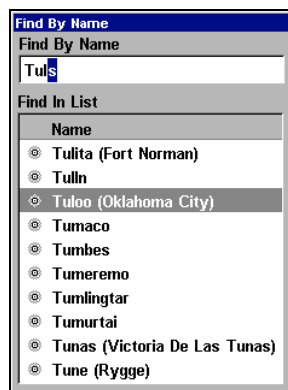 Find By Name
Find By Name
Tuls
Find In List
Name
Tulita (Fort Norman)
Tulln
Tuloo (Oklahoma City)
Tumaco
Tumbes
Tumeremo
Tumlingtar
Tumurtai
Tunas (Victoria De Las Tunas)
Tune (Rygge)